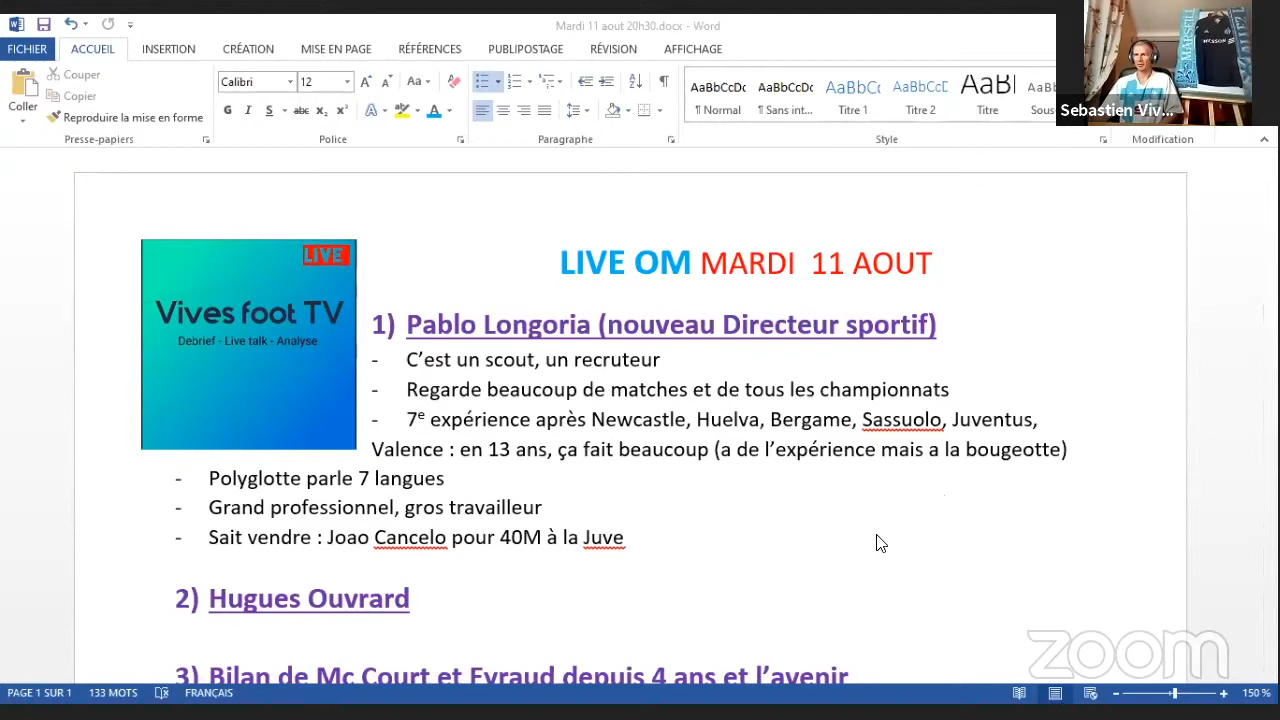 Mardi 11 aout 20h30.docx - Word
FICHIER ACCUEIL INSERTION CRÉATION MISE EN PAGE RÉFÉRENCES PUBLIPOSTAGE RÉVISION AFFICHAGE
Coller
Couper
Copier
Reproduire la mise en forme
Presse-papiers
Calibri 12
Police
Paragraphe
AaBbCcDc AaBbCcDc AaBbCc AaBbCcD AaBl AaBb
¶ Normal ¶ Sans int... Titre 1 Titre 2 Titre Sous
Style
Modification
Sebastien Viv...
LIVE
Vives foot TV
Debrief - Live talk - Analyse
LIVE OM MARDI 11 AOUT
1) Pablo Longoria (nouveau Directeur sportif)
- C'est un scout, un recruteur
- Regarde beaucoup de matches et de tous les championnats
- 7e expérience après Newcastle, Huelva, Bergame, Sassuolo, Juventus,
Valence : en 13 ans, ça fait beaucoup (a de l'expérience mais a la bougeotte)
- Polyglotte parle 7 langues
- Grand professionnel, gros travailleur
- Sait vendre : Joao Cancelo pour 40M à la Juve
2) Hugues Ouvrard
3) Bilan de Mc Court et Eyraud depuis 4 ans et l'avenir
zoom
PAGE 1 SUR 1 133 MOTS FRANÇAIS 150 %